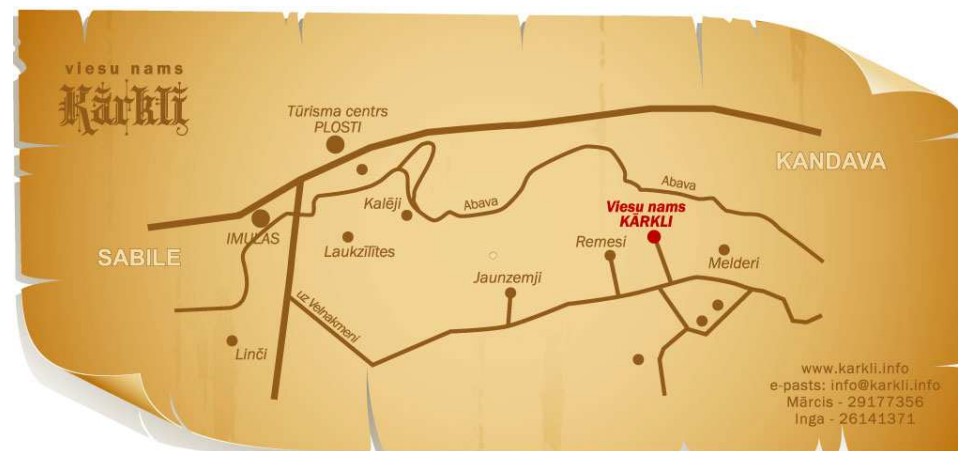 viesu nams
Kārkli
Tūrisma centrs
PLOSTI
KANDAVA
Abava
Kalēji
Abava
Viesu nams
KĀRKLI
IMULAS
Laukzīlītes
Remesi
Melderi
SABILE
Jaunzemji
uz Velnakmeni
Linči
www.karkli.info
e-pasts: info@karkli.info
Mārcis - 29177356
Inga - 26141371